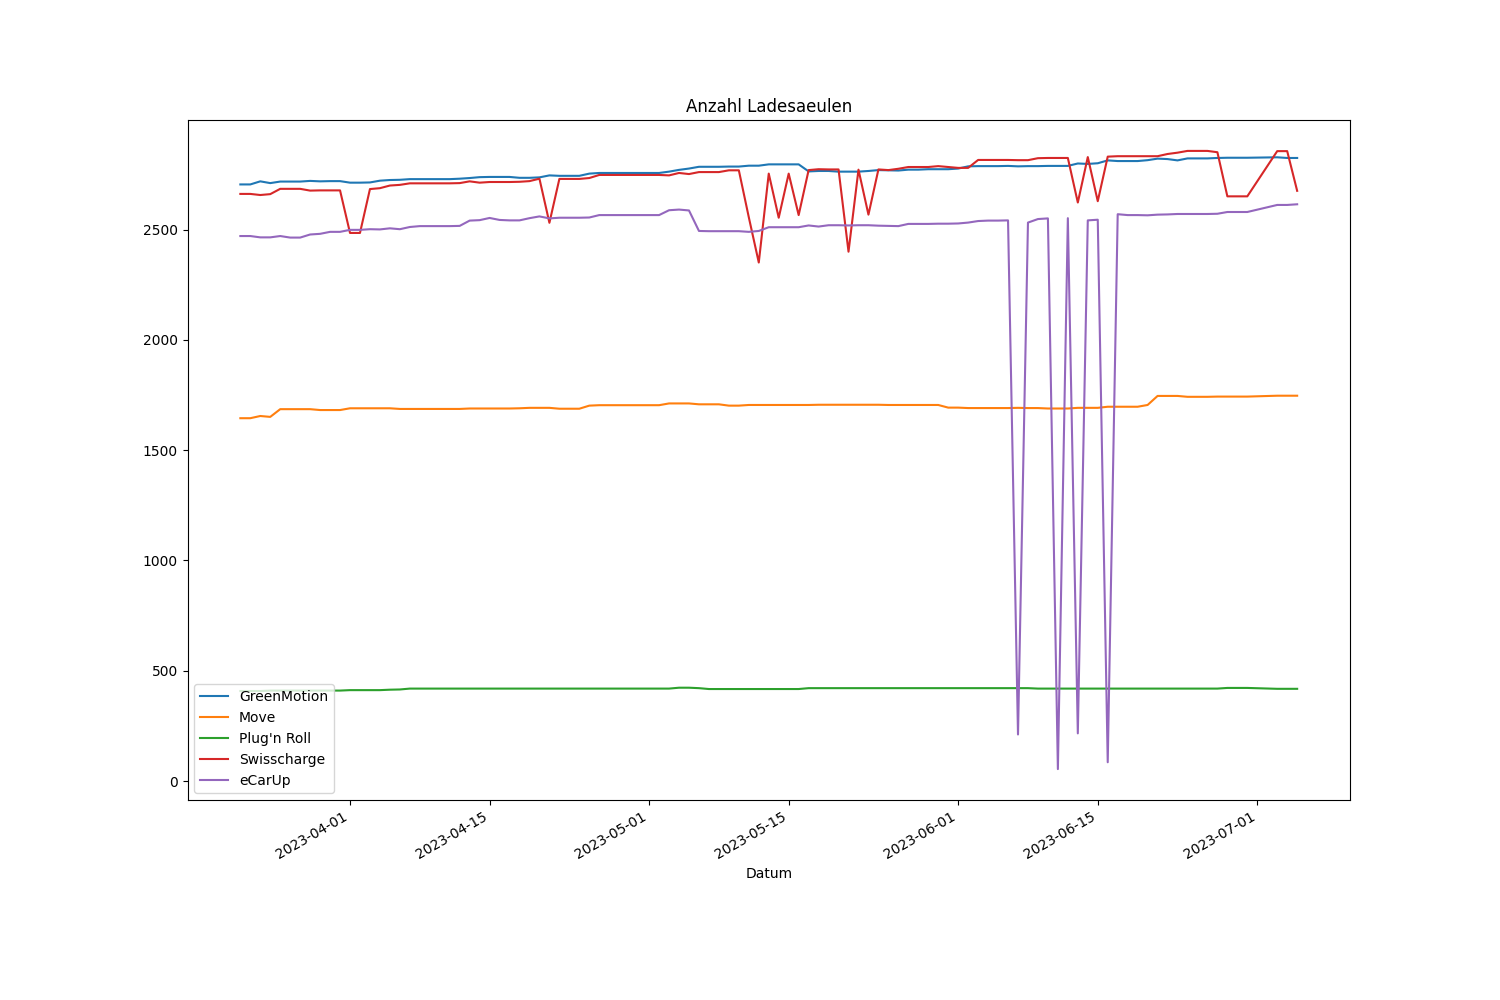 Anzahl Ladesaeulen
2500
2000
1500
1000
500
0
GreenMotion
Move
Plug'n Roll
Swisscharge
eCarUp
2023-04-01
2023-04-15
2023-05-01
2023-05-15
2023-06-01
2023-06-15
2023-07-01
Datum